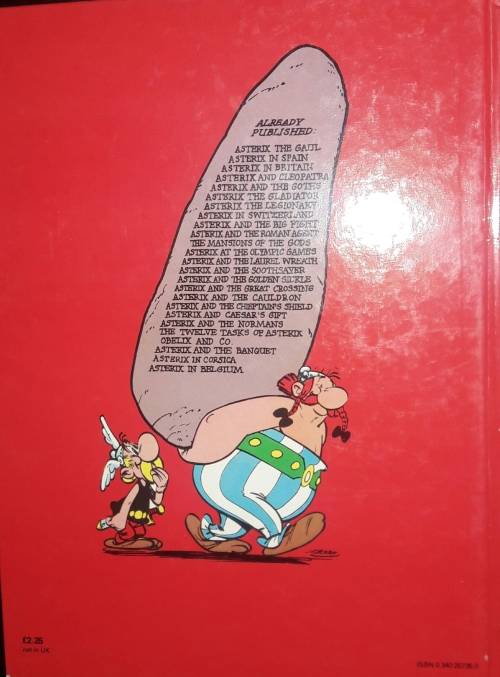 ALREADY
PUBLISHED:
ASTERIX THE GAUL
ASTERIX IN SPAIN
ASTERIX IN BRITAIN
ASTERIX AND CLEOPATRA
ASTERIX AND THE GOTHS
ASTERIX THE GLADIATOR
ASTERIX THE LEGIONARY
ASTERIX IN SWITZERLAND
ASTERIX AND THE BIG FIGHT
ASTERIX AND THE ROMAN AGENT
THE MANSIONS OF THE GODS
ASTERIX AT THE OLYMPIC GAMES
ASTERIX AND THE LAUREL WREATH
ASTERIX AND THE SOOTHSAYER
ASTERIX AND THE GOLDEN SICKLE
ASTERIX AND THE GREAT CROSSING
ASTERIX AND THE CAULDRON
ASTERIX AND THE CHIEFTAIN'S SHIELD
ASTERIX AND CAESAR'S GIFT
ASTERIX AND THE NORMANS
THE TWELVE TASKS OF ASTERIX
OBELIX AND CO.
ASTERIX AND THE BANQUET
ASTERIX IN CORSICA
ASTERIX IN BELGIUM
£2.25
net in UK
ISBN 0 340